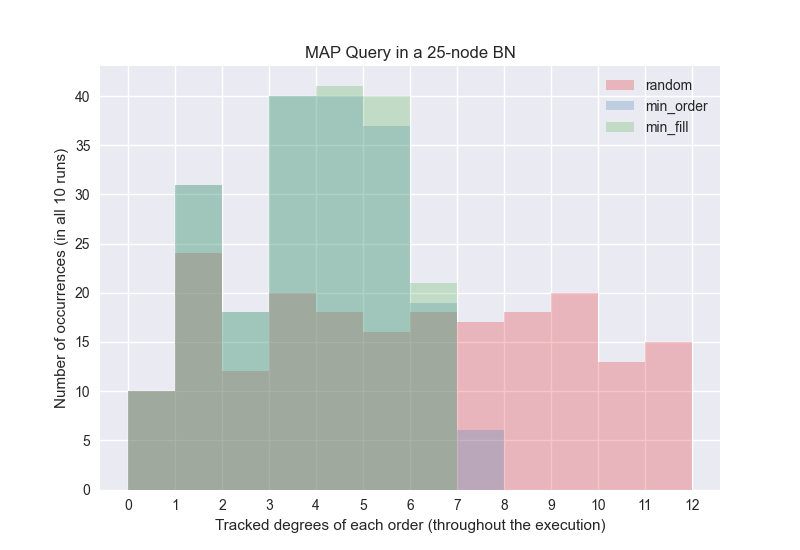 MAP Query in a 25-node BN
random
min_order
min_fill
Number of occurrences (in all 10 runs)
40
35
30
25
20
15
10
5
0
0 1 2 3 4 5 6 7 8 9 10 11 12
Tracked degrees of each order (throughout the execution)